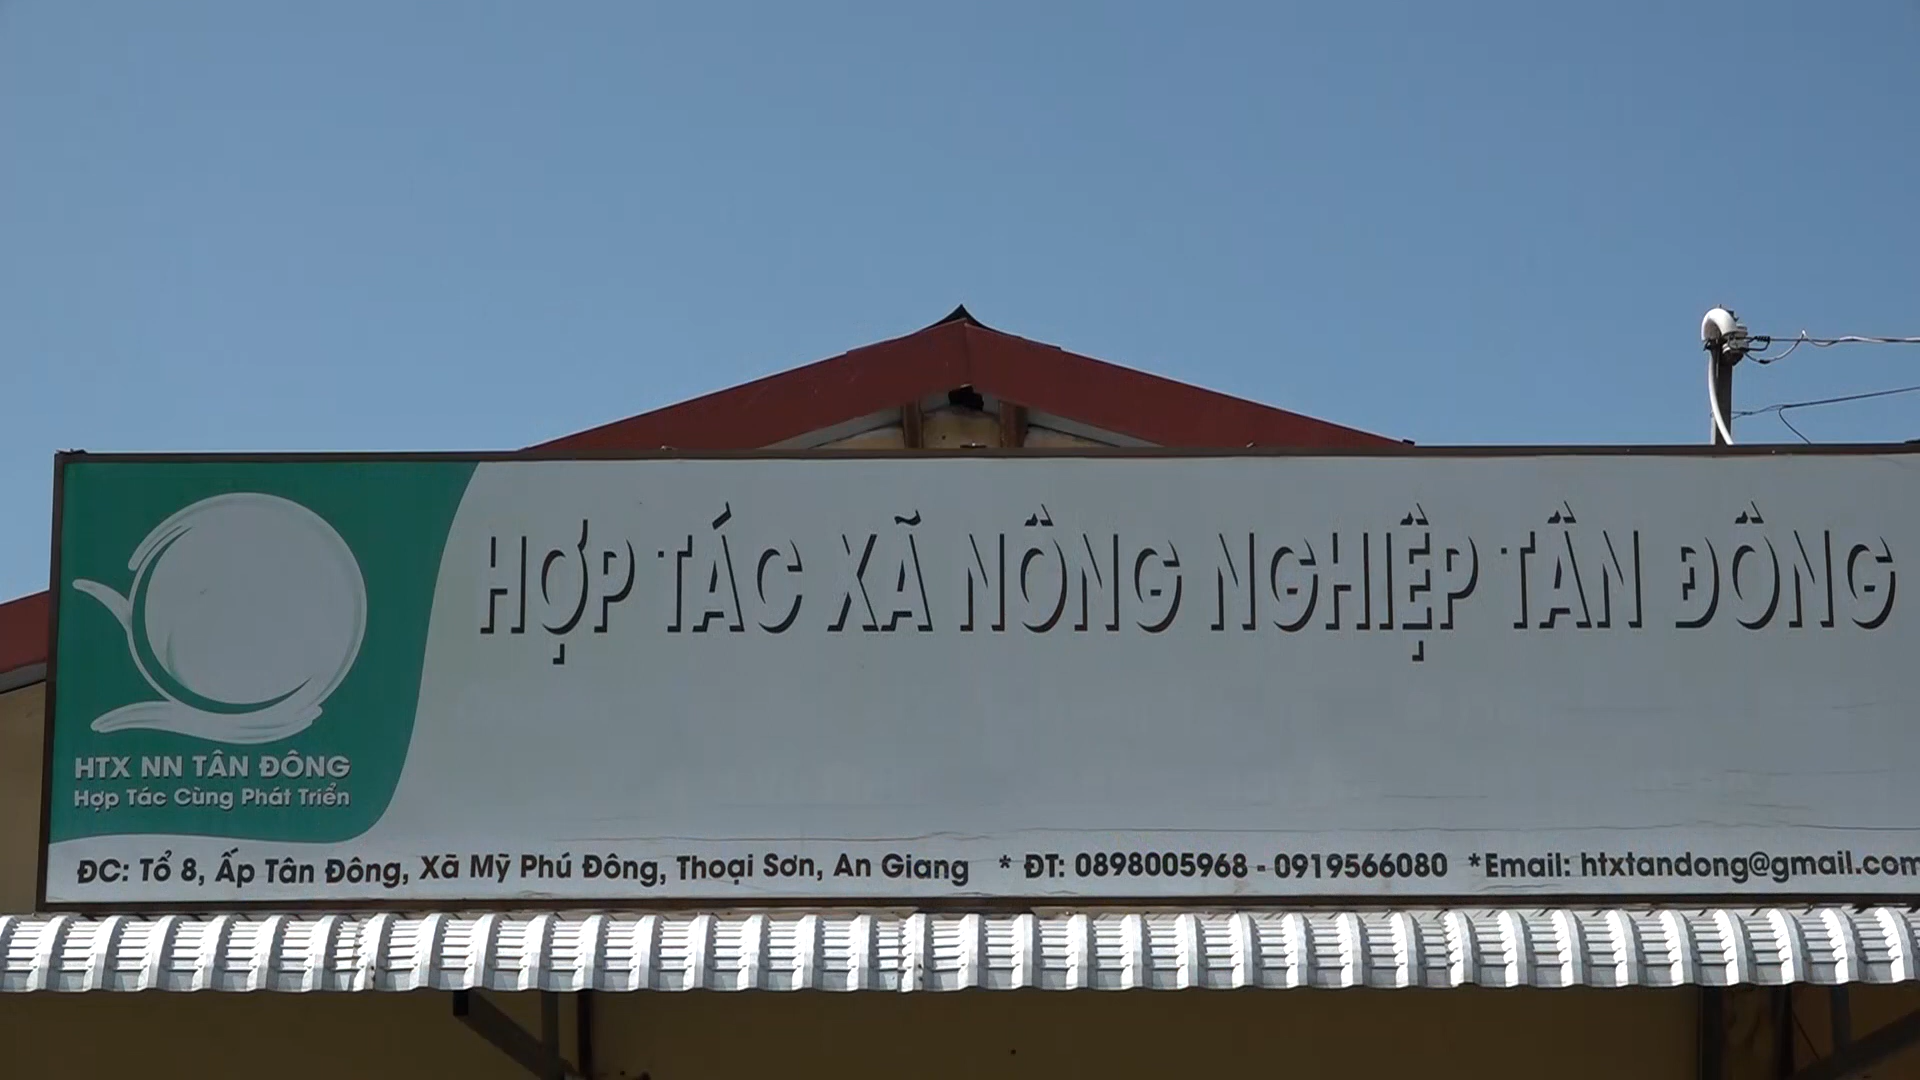 HỢP TÁC XÃ NÔNG NGHIỆP TÂN ĐÔNG
HTX NN TÂN ĐÔNG
Hợp Tác Cùng Phát Triển
ĐC: Tổ 8, Ấp Tân Đông, Xã Mỹ Phú Đông, Thoại Sơn, An Giang * ĐT: 0898005968 - 0919566080 *Email: htxtandong@gmail.com